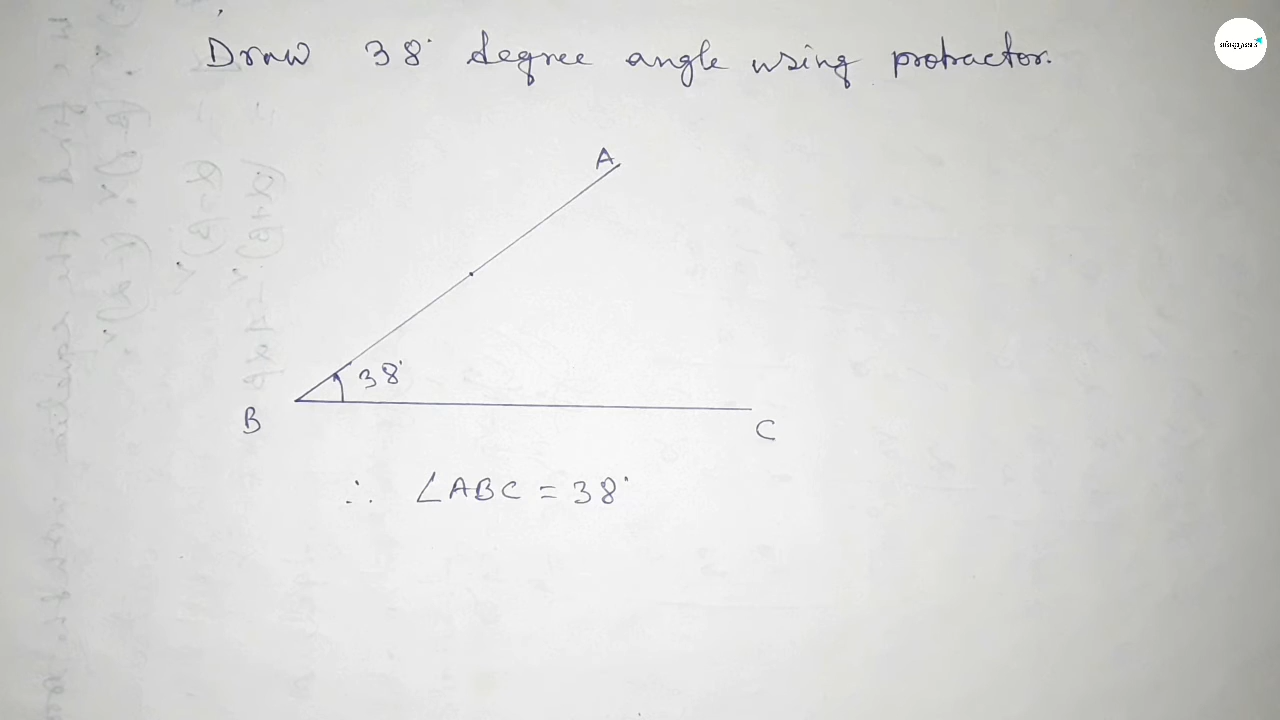 Draw 38° degree angle using protractor.
A
38°
B
C
∴ ∠ABC = 38°